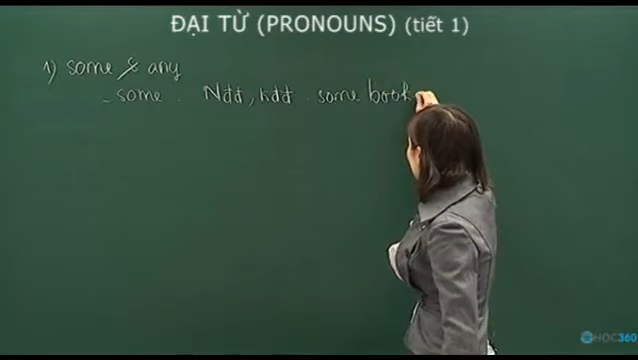 ĐẠI TỪ (PRONOUNS) (tiết 1)
1) some & any
- some . Nđđ, kđđ . some book
HOC360